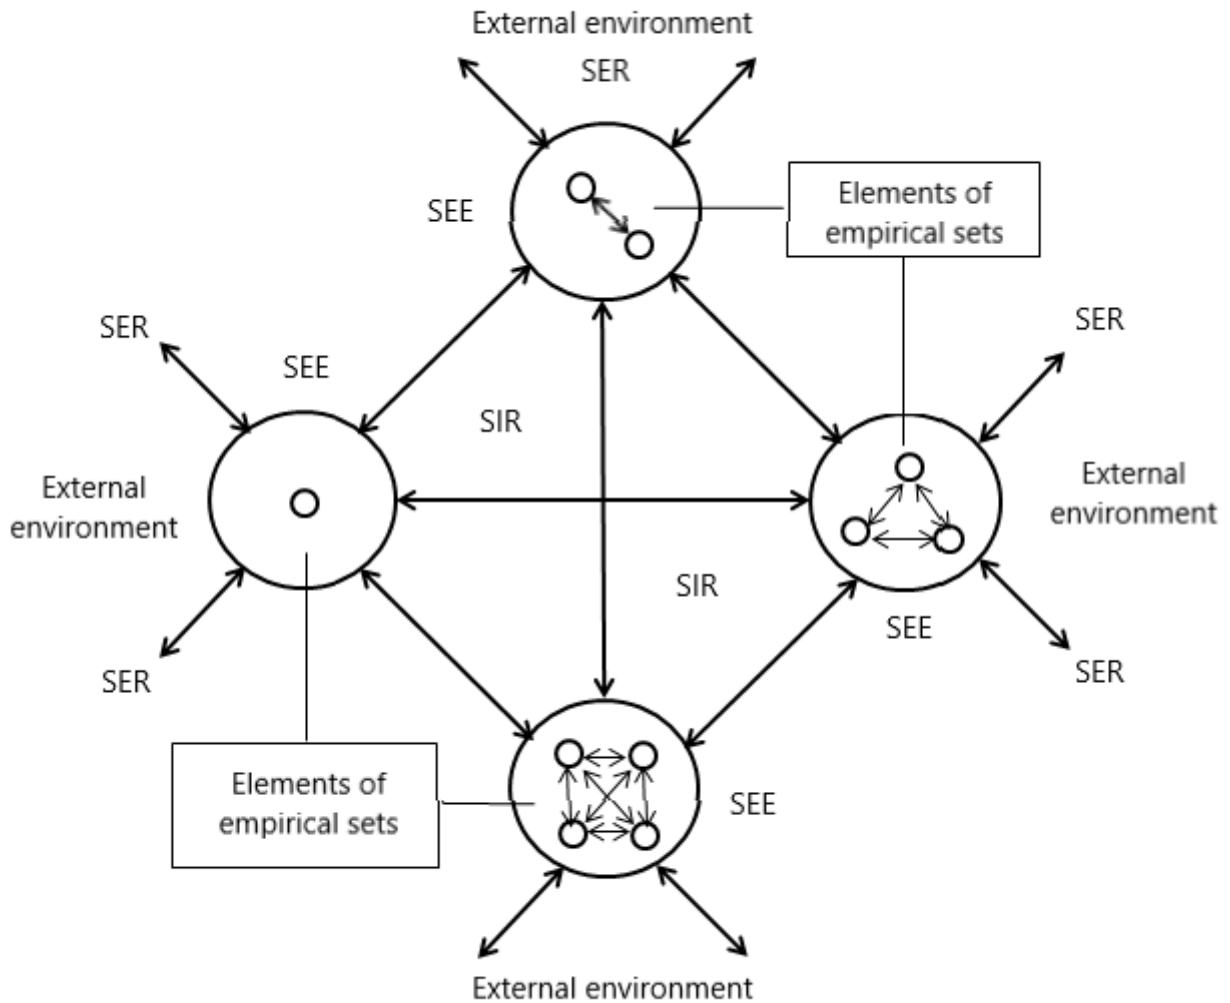 External environment
SER
Elements of
empirical sets
SEE
SER
SER
SEE
SIR
External
environment
External
environment
SIR
SEE
SER
SER
Elements of
empirical sets
SEE
External environment